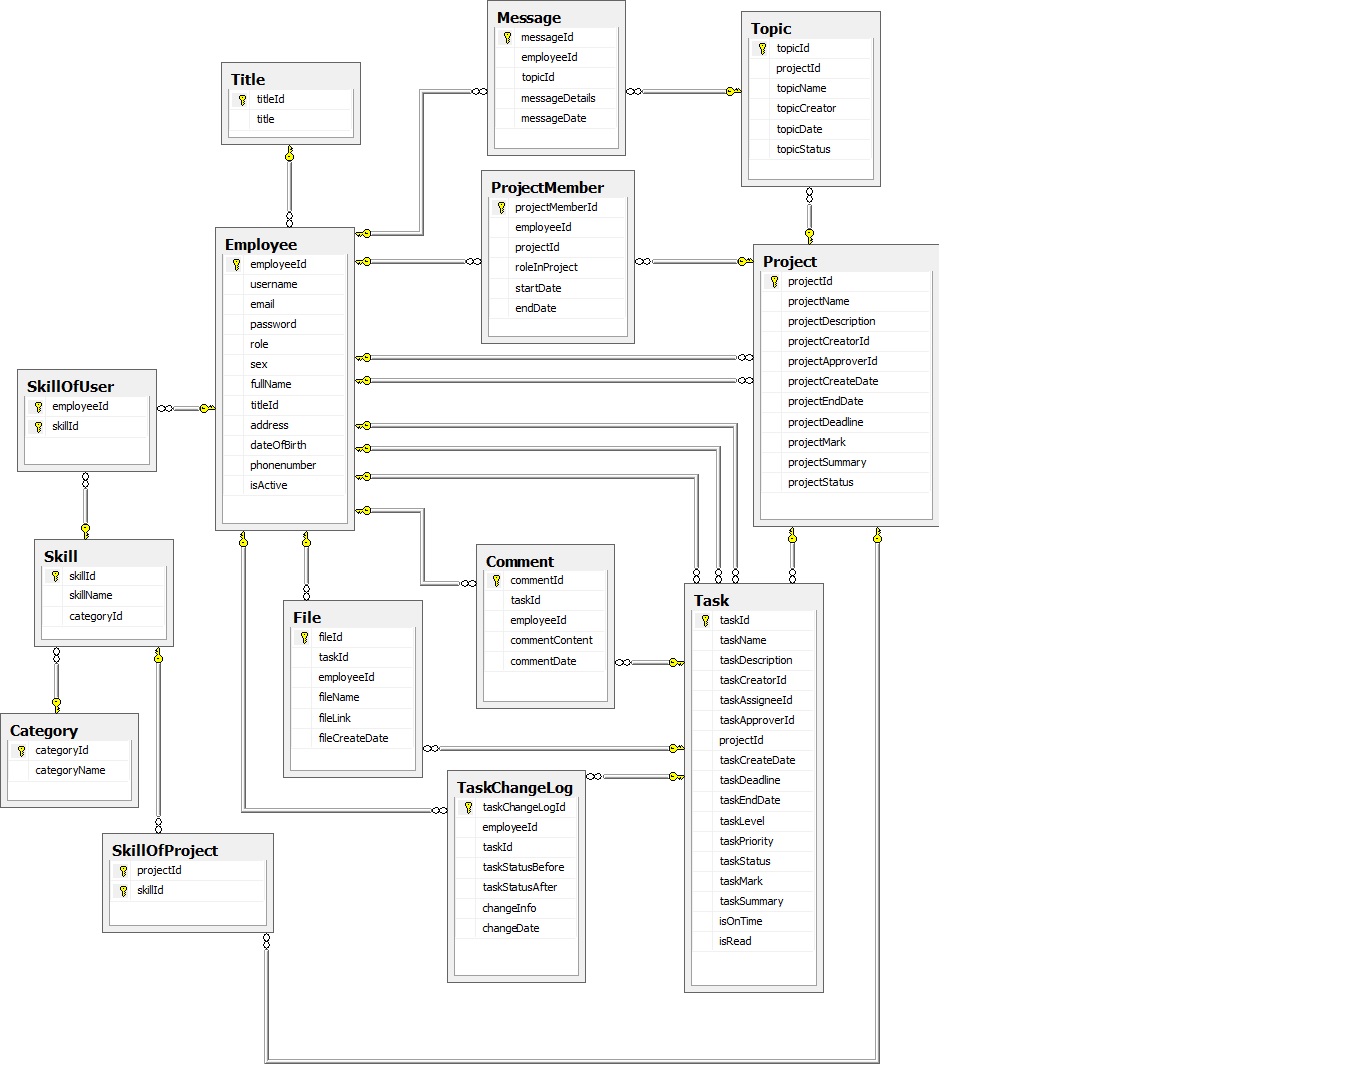 Message
messageId
employeeId
topicId
messageDetails
messageDate
Topic
topicId
projectId
topicName
topicCreator
topicDate
topicStatus
Title
titleId
title
ProjectMember
projectMemberId
employeeId
projectId
roleInProject
startDate
endDate
Employee
employeeId
username
email
password
role
sex
fullName
titleId
address
dateOfBirth
phonenumber
isActive
Project
projectId
projectName
projectDescription
projectCreatorId
projectApproverId
projectCreateDate
projectEndDate
projectDeadline
projectMark
projectSummary
projectStatus
SkillOfUser
employeeId
skillId
Skill
skillId
skillName
categoryId
Comment
commentId
taskId
employeeId
commentContent
commentDate
Task
taskId
taskName
taskDescription
taskCreatorId
taskAssigneeId
taskApproverId
projectId
taskCreateDate
taskDeadline
taskEndDate
taskLevel
taskPriority
taskStatus
taskMark
taskSummary
isOnTime
isRead
File
fileId
taskId
employeeId
fileName
fileLink
fileCreateDate
Category
categoryId
categoryName
TaskChangeLog
taskChangeLogId
employeeId
taskId
taskStatusBefore
taskStatusAfter
changeInfo
changeDate
SkillOfProject
projectId
skillId